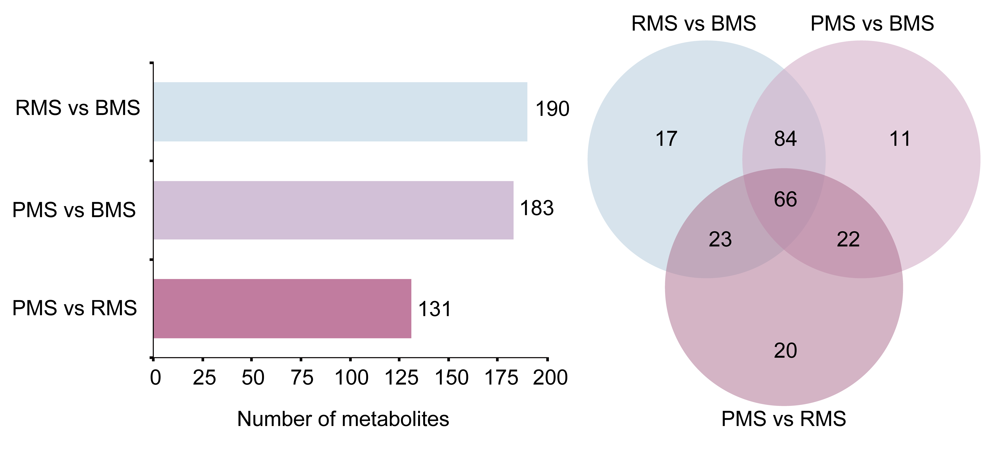 RMS vs BMS
190
PMS vs BMS
183
PMS vs RMS
131
0 25 50 75 100 125 150 175 200
Number of metabolites
RMS vs BMS
PMS vs BMS
17
84
11
66
23
22
20
PMS vs RMS